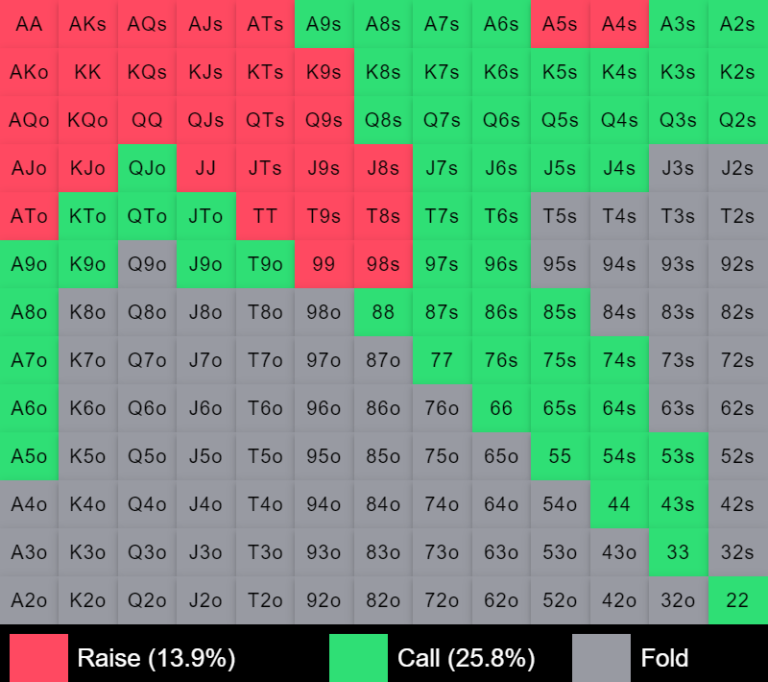 AA AKs AQs AJs ATs A9s A8s A7s A6s A5s A4s A3s A2s
AKo KK KQs KJs KTs K9s K8s K7s K6s K5s K4s K3s K2s
AQo KQo QQ QJs QTs Q9s Q8s Q7s Q6s Q5s Q4s Q3s Q2s
AJo KJo QJo JJ JTs J9s J8s J7s J6s J5s J4s J3s J2s
ATo KTo QTo JTo TT T9s T8s T7s T6s T5s T4s T3s T2s
A9o K9o Q9o J9o T9o 99 98s 97s 96s 95s 94s 93s 92s
A8o K8o Q8o J8o T8o 98o 88 87s 86s 85s 84s 83s 82s
A7o K7o Q7o J7o T7o 97o 87o 77 76s 75s 74s 73s 72s
A6o K6o Q6o J6o T6o 96o 86o 76o 66 65s 64s 63s 62s
A5o K5o Q5o J5o T5o 95o 85o 75o 65o 55 54s 53s 52s
A4o K4o Q4o J4o T4o 94o 84o 74o 64o 54o 44 43s 42s
A3o K3o Q3o J3o T3o 93o 83o 73o 63o 53o 43o 33 32s
A2o K2o Q2o J2o T2o 92o 82o 72o 62o 52o 42o 32o 22
Raise (13.9%) Call (25.8%) Fold